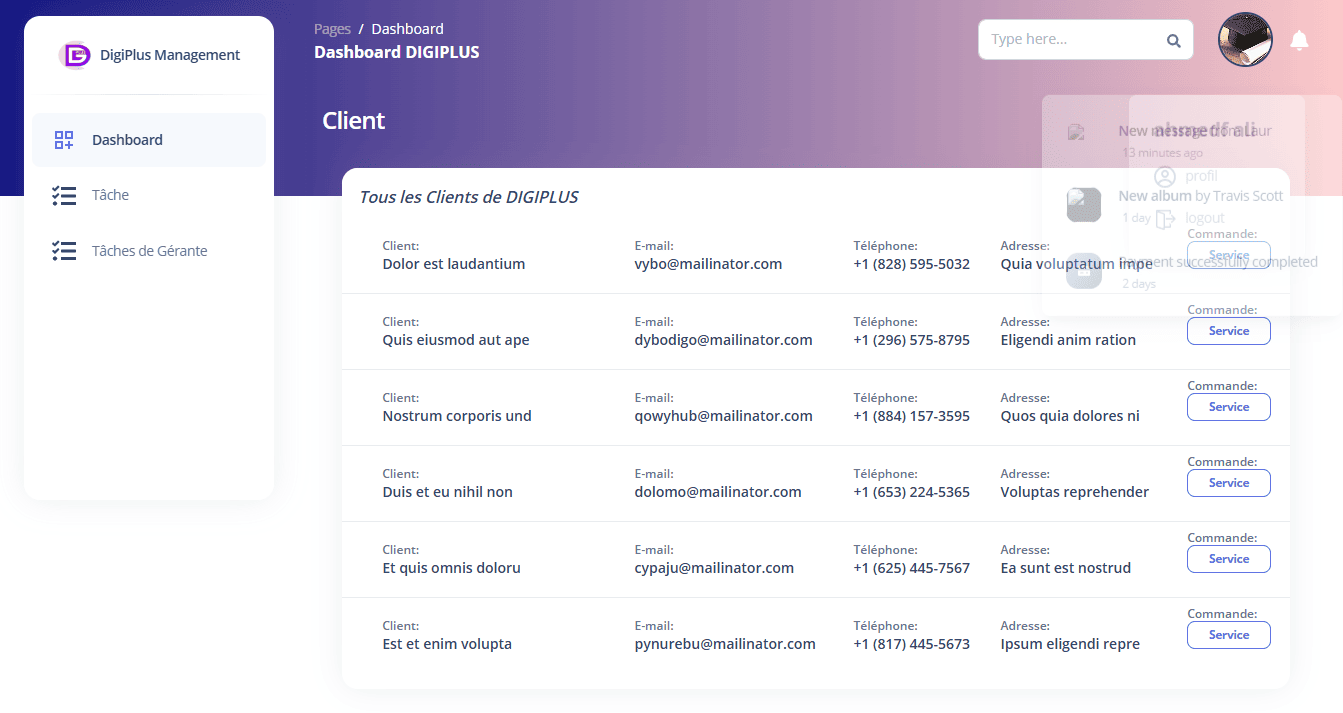 DigiPlus Management
Dashboard
Tâche
Tâches de Gérante
Pages / Dashboard
Dashboard DIGIPLUS
Type here...
Client
New message from Laur
13 minutes ago
New album by Travis Scott
1 day
Payment successfully completed
2 days
ahmedf ali
profil
logout
Tous les Clients de DIGIPLUS
Client: E-mail: Téléphone: Adresse: Commande:
Dolor est laudantium vybo@mailinator.com +1 (828) 595-5032 Quia voluptatum impe Service
Client: E-mail: Téléphone: Adresse: Commande:
Quis eiusmod aut ape dybodigo@mailinator.com +1 (296) 575-8795 Eligendi anim ration Service
Client: E-mail: Téléphone: Adresse: Commande:
Nostrum corporis und qowyhub@mailinator.com +1 (884) 157-3595 Quos quia dolores ni Service
Client: E-mail: Téléphone: Adresse: Commande:
Duis et eu nihil non dolomo@mailinator.com +1 (653) 224-5365 Voluptas reprehender Service
Client: E-mail: Téléphone: Adresse: Commande:
Et quis omnis doloru cypaju@mailinator.com +1 (625) 445-7567 Ea sunt est nostrud Service
Client: E-mail: Téléphone: Adresse: Commande:
Est et enim volupta pynurebu@mailinator.com +1 (817) 445-5673 Ipsum eligendi repre Service